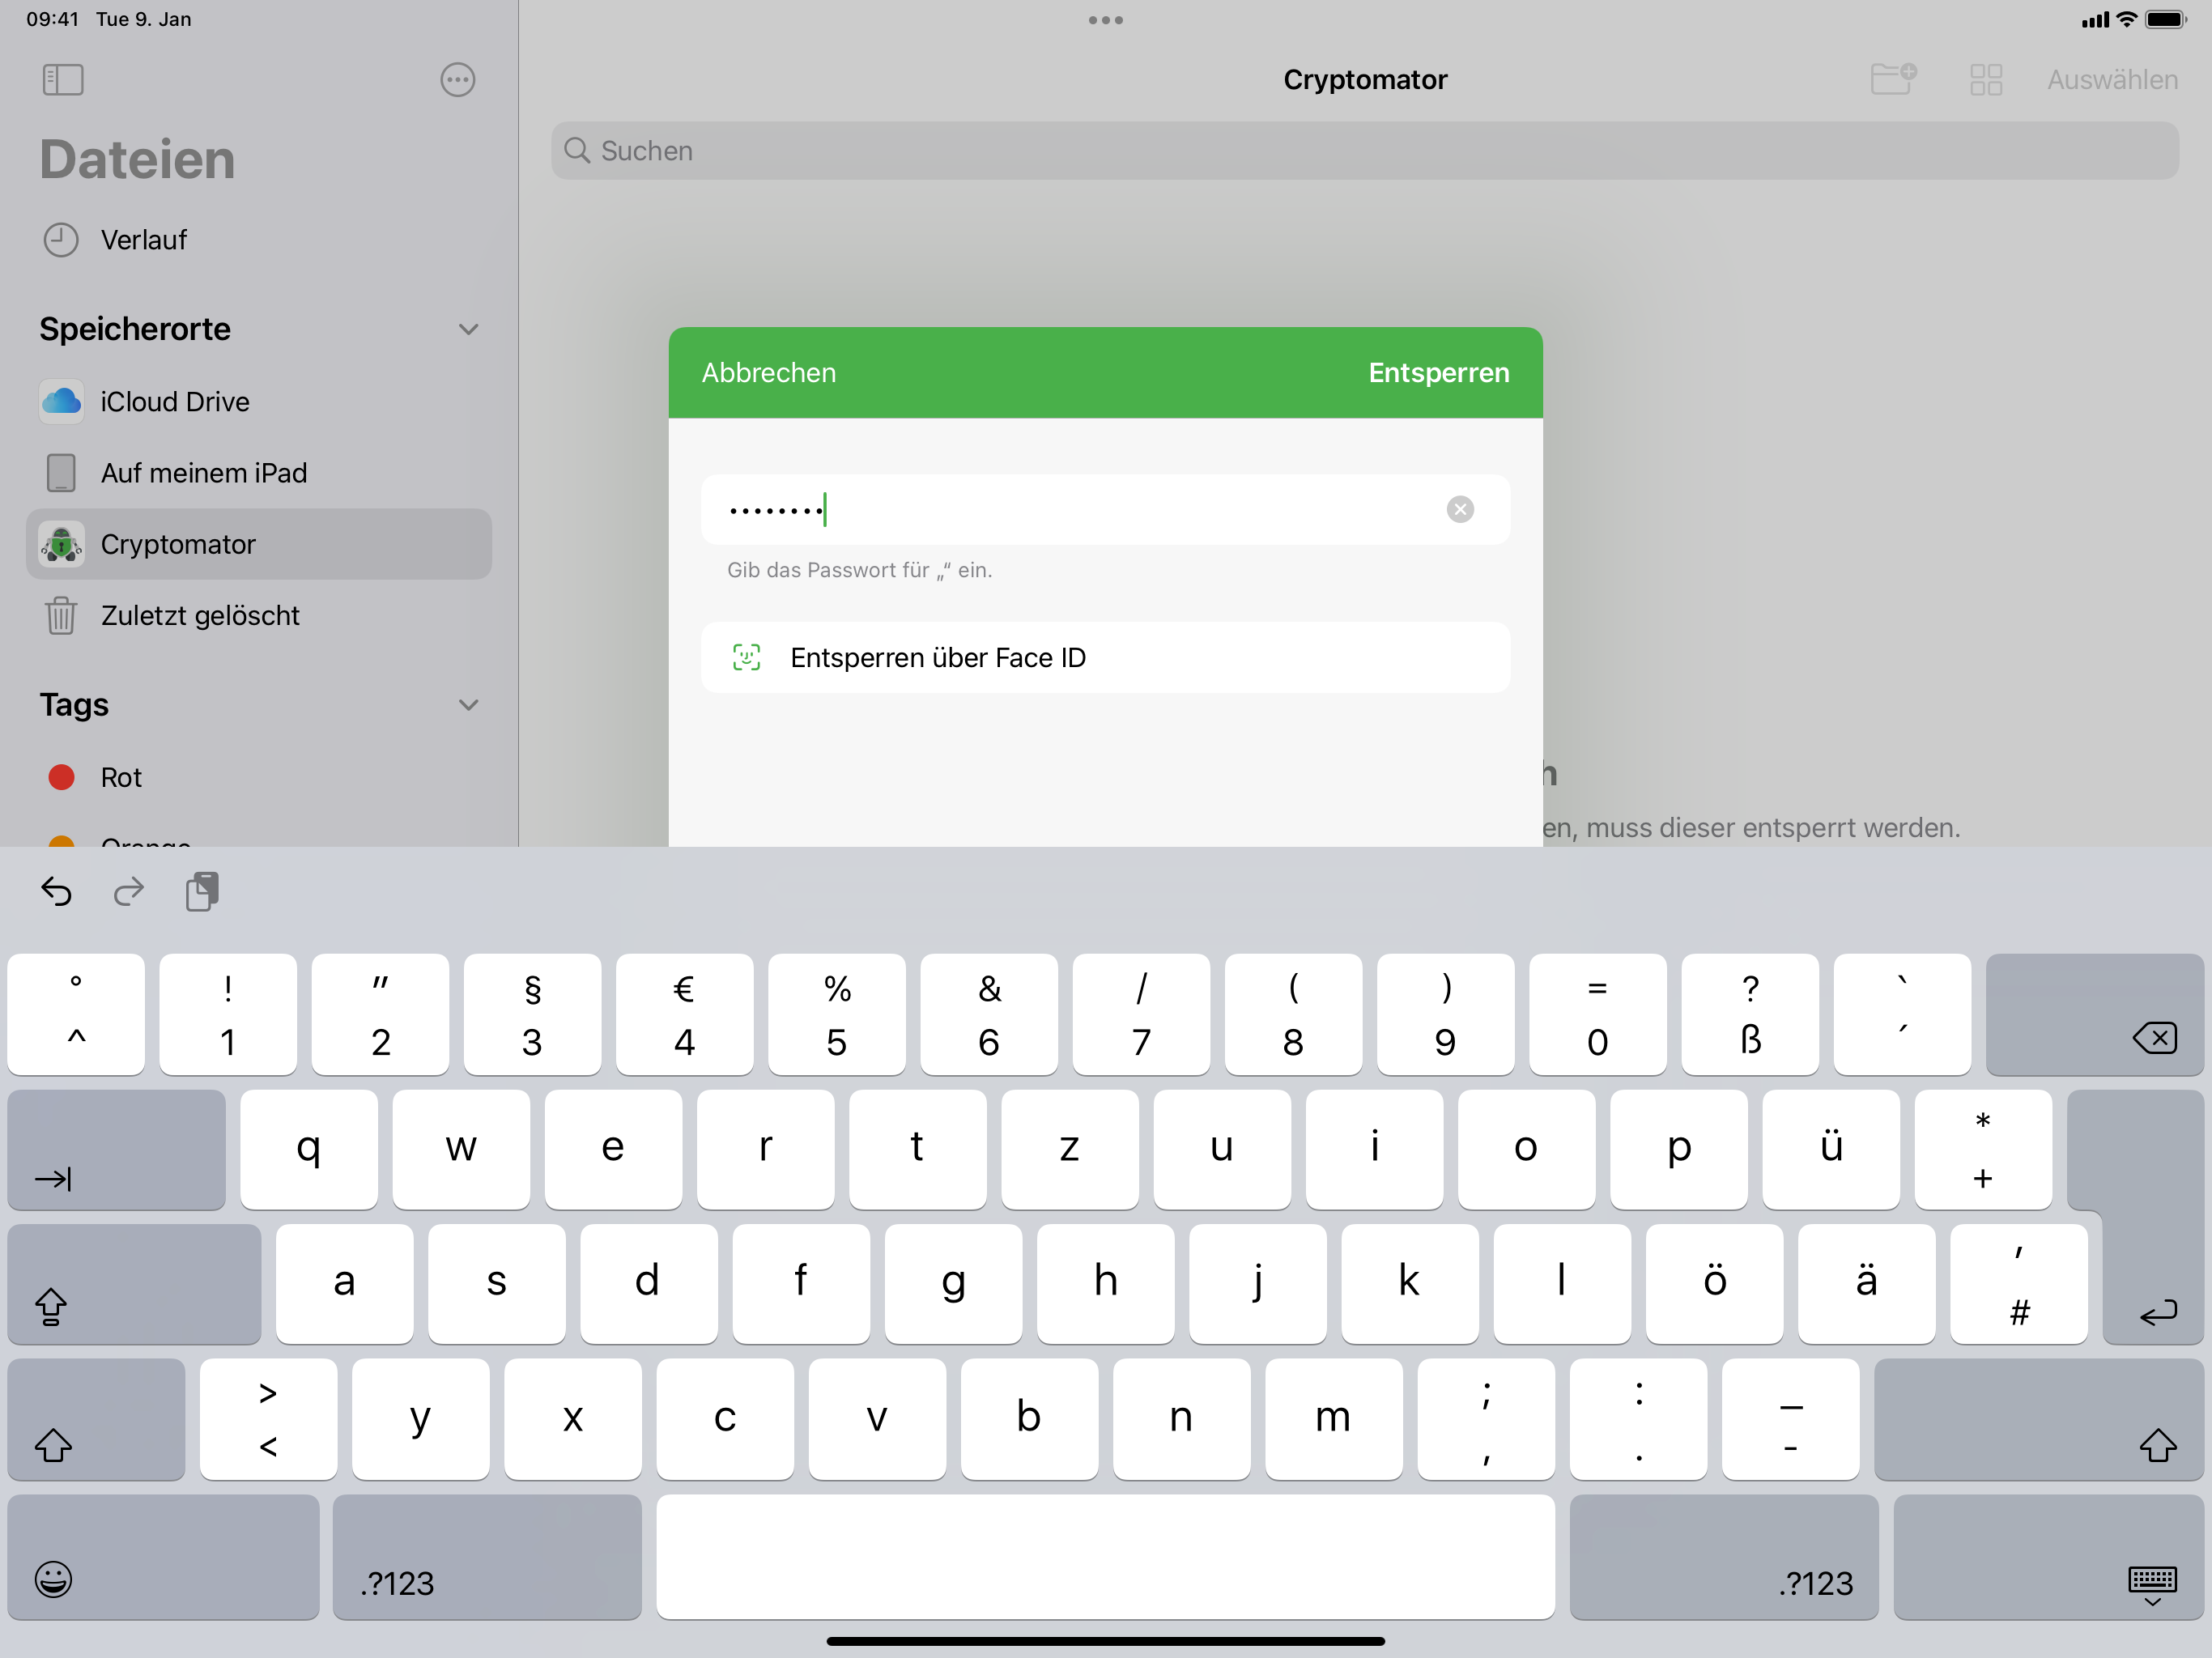 09:41 Tue 9. Jan
Dateien
Verlauf
Speicherorte
iCloud Drive
Auf meinem iPad
Cryptomator
Zuletzt gelöscht
Tags
Rot
Orange
Cryptomator
Auswählen
Suchen
Abbrechen Entsperren
••••••••
Gib das Passwort für „“ ein.
Entsperren über Face ID
h
en, muss dieser entsperrt werden.
° ! " § € % & / ( ) = ? `
^ 1 2 3 4 5 6 7 8 9 0 ß ´
q w e r t z u i o p ü * +
a s d f g h j k l ö ä ' #
> < y x c v b n m ; , : . _ -
.?123 .?123